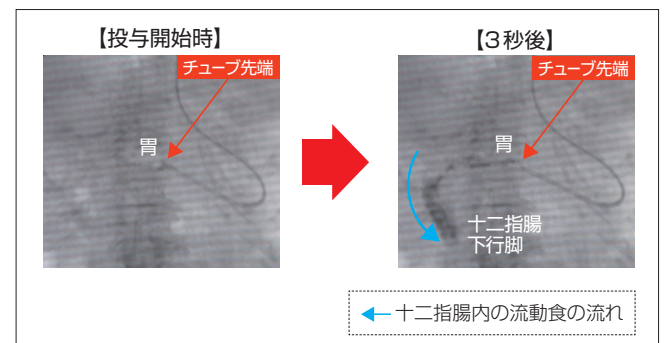 【投与開始時】
チューブ先端
胃
【3秒後】
チューブ先端
胃
十二指腸
下行脚
十二指腸内の流動食の流れ